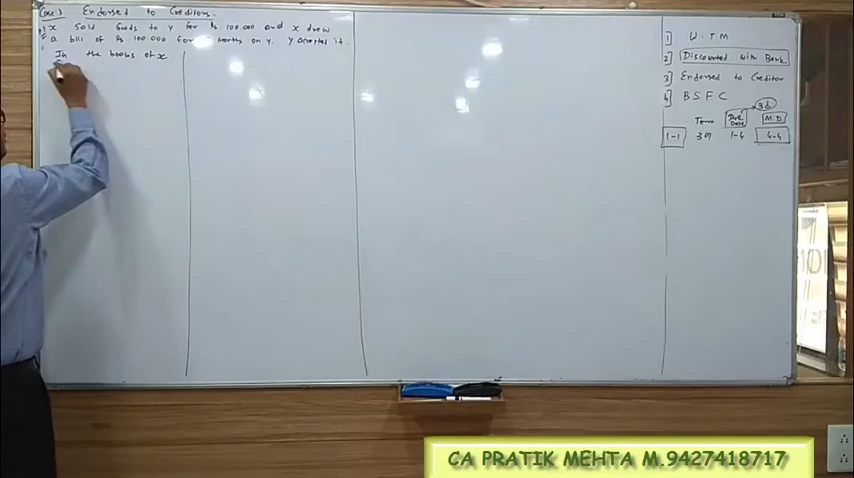 Case:3 Endorsed to Creditors.
x Sold Goods to y for Rs 100.000 and x drew
a bill of Rs 100.000 for months on y. y accepted it.
In the books of x
1] W.T.M
2] Discounted with Bank
3] Endorsed to Creditor
4] BSFC
3d.
Term Due Date M.D
1-1 3M 1-4 4-4
CA PRATIK MEHTA M.9427418717